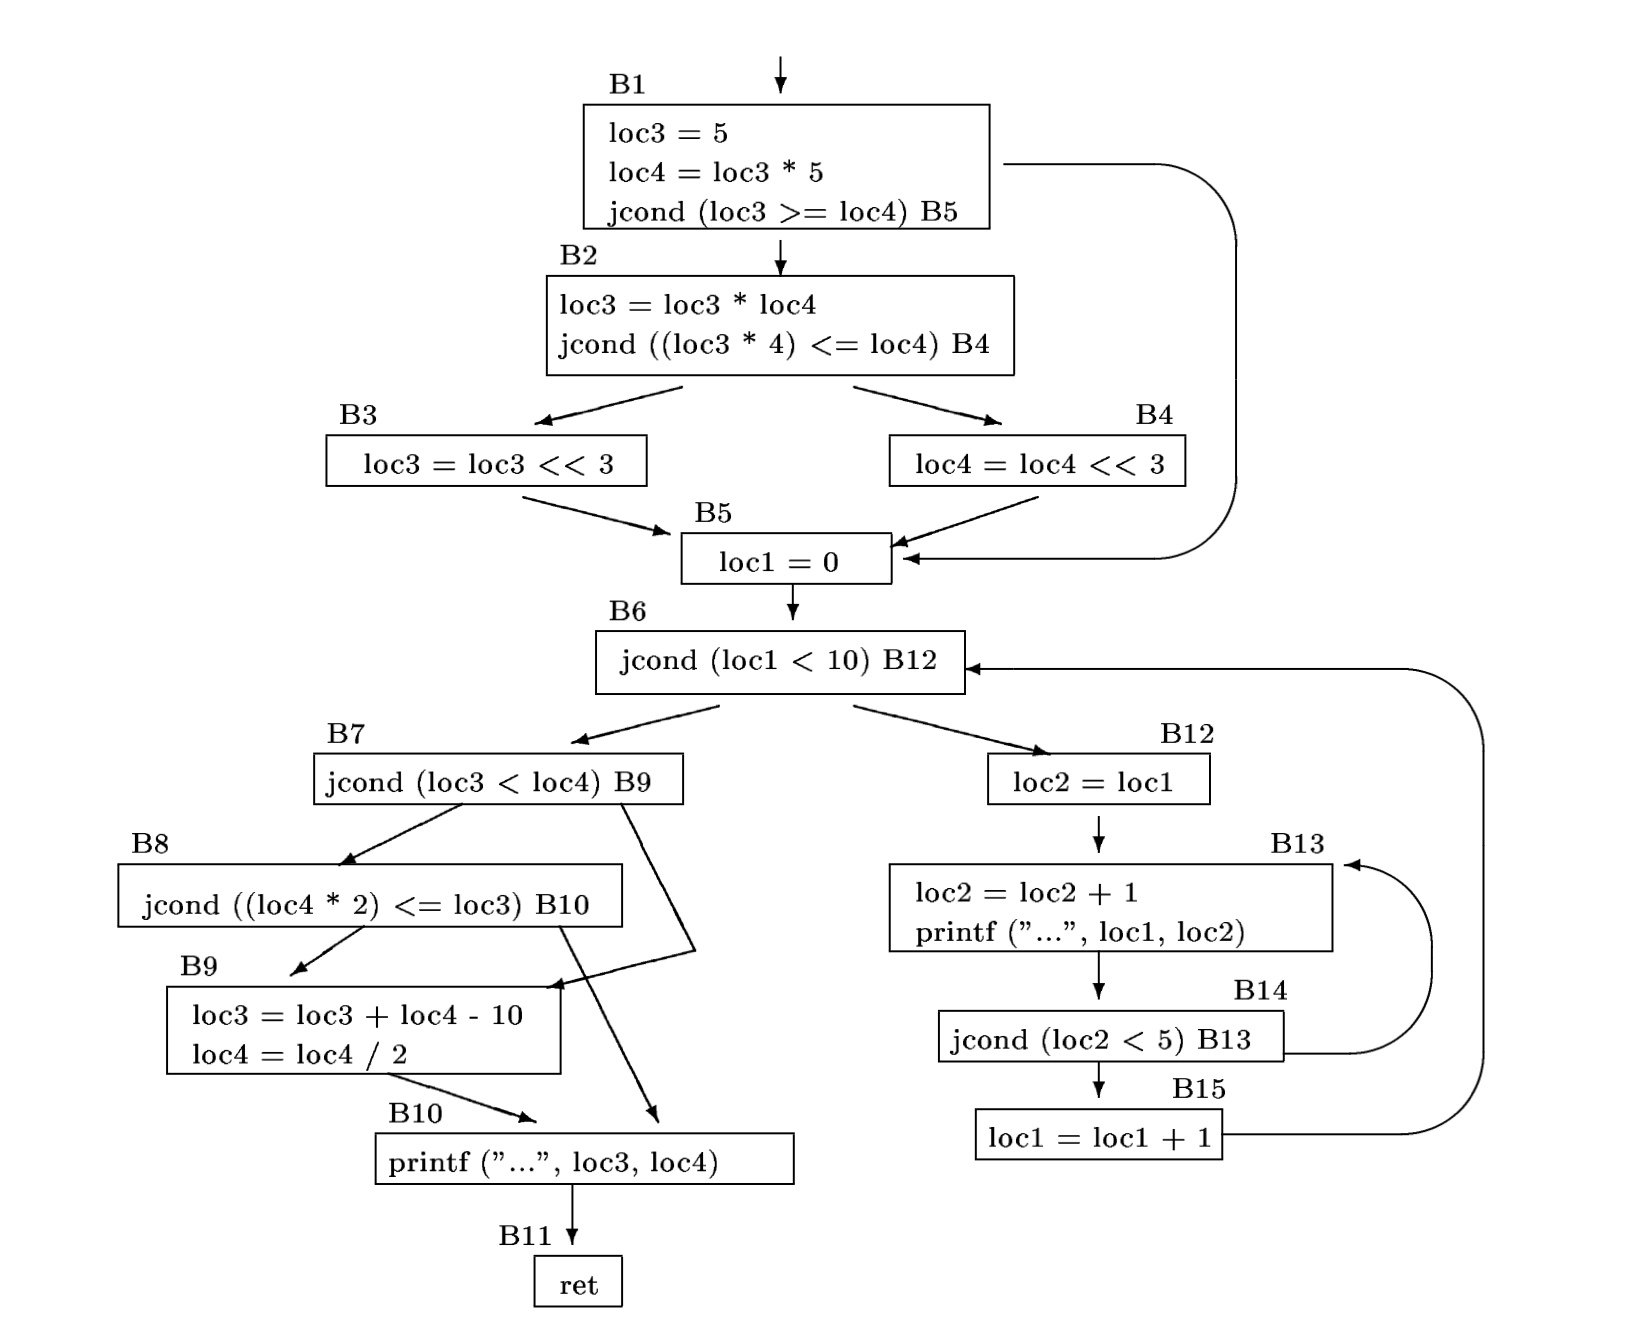 B1
loc3 = 5
loc4 = loc3 * 5
jcond (loc3 >= loc4) B5
B2
loc3 = loc3 * loc4
jcond ((loc3 * 4) <= loc4) B4
B3
loc3 = loc3 << 3
B4
loc4 = loc4 << 3
B5
loc1 = 0
B6
jcond (loc1 < 10) B12
B7
jcond (loc3 < loc4) B9
B8
jcond ((loc4 * 2) <= loc3) B10
B9
loc3 = loc3 + loc4 - 10
loc4 = loc4 / 2
B10
printf ("...", loc3, loc4)
B11
ret
B12
loc2 = loc1
B13
loc2 = loc2 + 1
printf ("...", loc1, loc2)
B14
jcond (loc2 < 5) B13
B15
loc1 = loc1 + 1